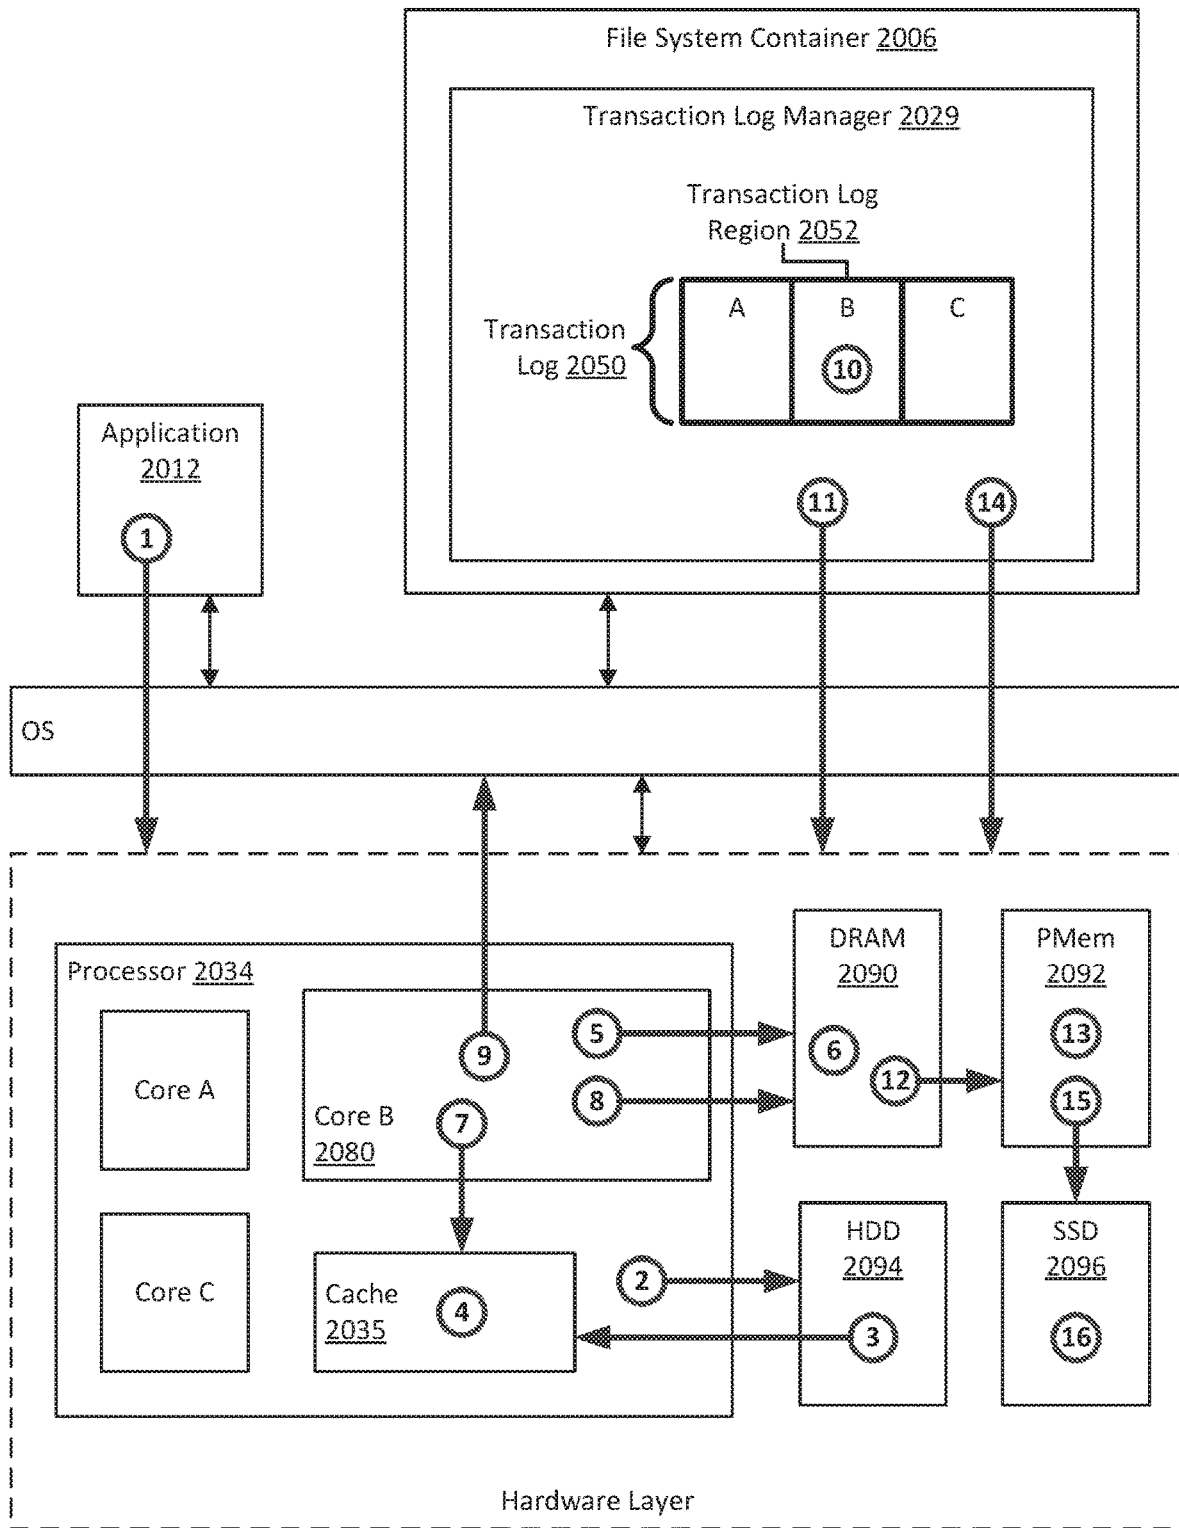 File System Container 2006
Transaction Log Manager 2029
Transaction Log
Region 2052
A
B
C
Transaction
Log 2050
10
Application
2012
1
11
14
OS
Processor 2034
Core A
Core B
2080
5
9
8
7
DRAM
2090
6
12
PMem
2092
13
15
Core C
Cache
2035
4
2
HDD
2094
3
SSD
2096
16
Hardware Layer